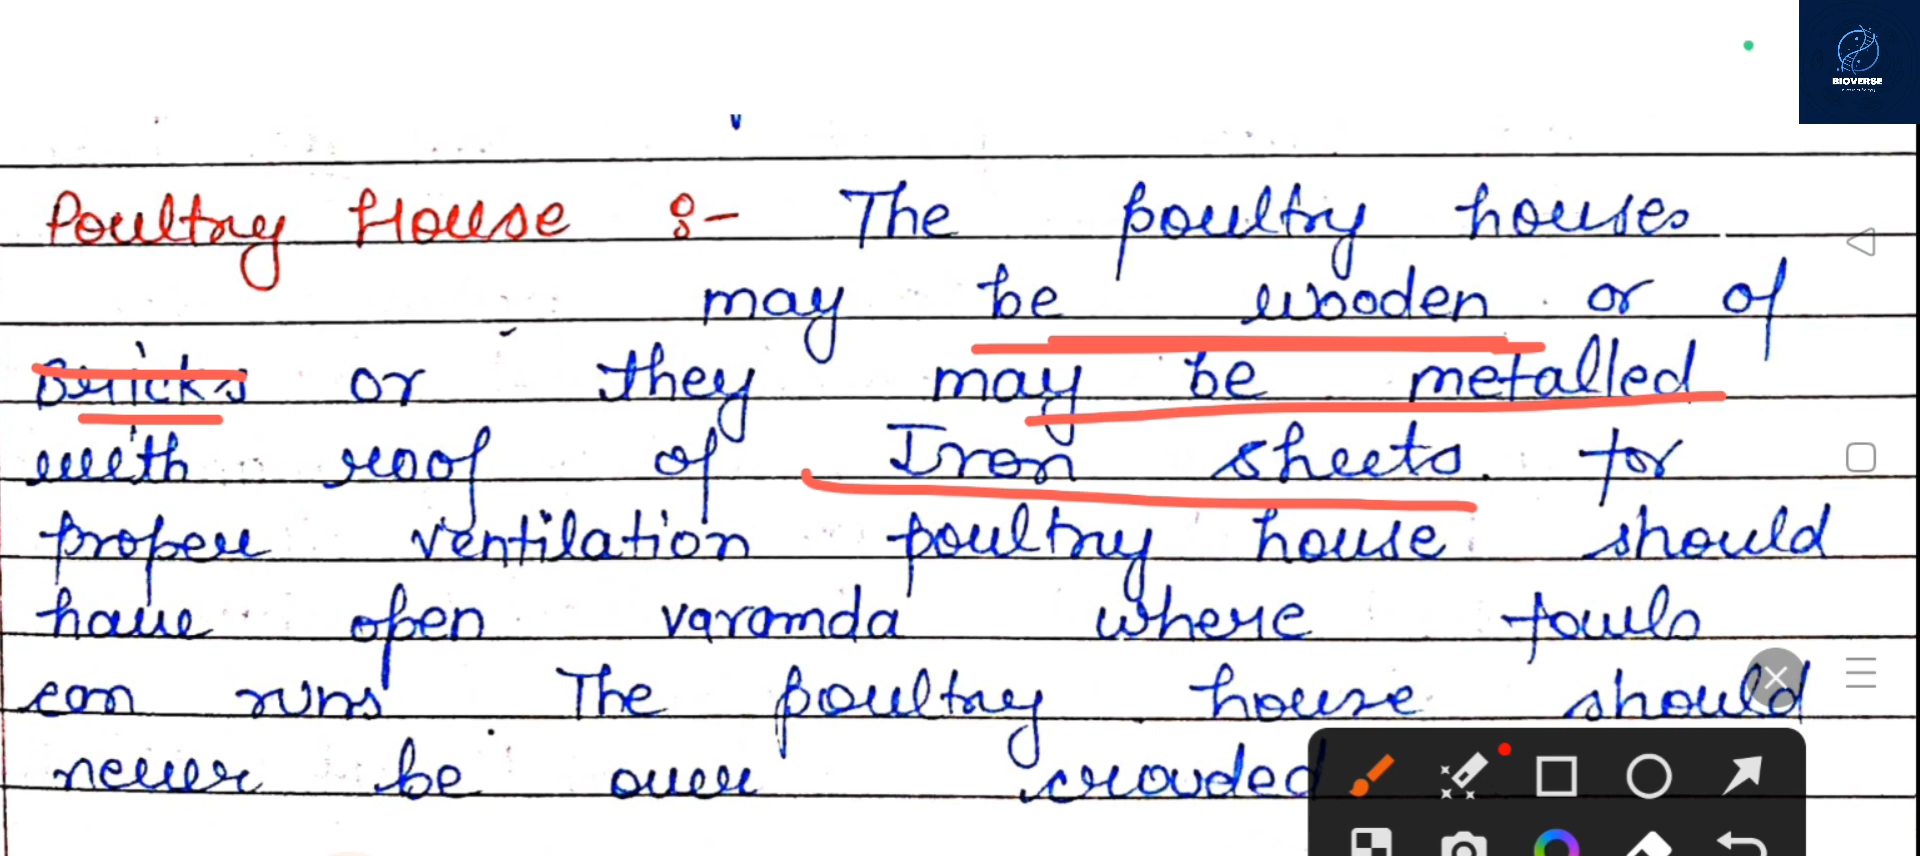 BIOVERSE
Poultry House :- The poultry houses
may be wooden or of
Bricks or they may be metalled
with roof of Iron sheets. for
proper ventilation poultry house should
have open varamda where fowls
can runs The poultry house should
never be over crowded